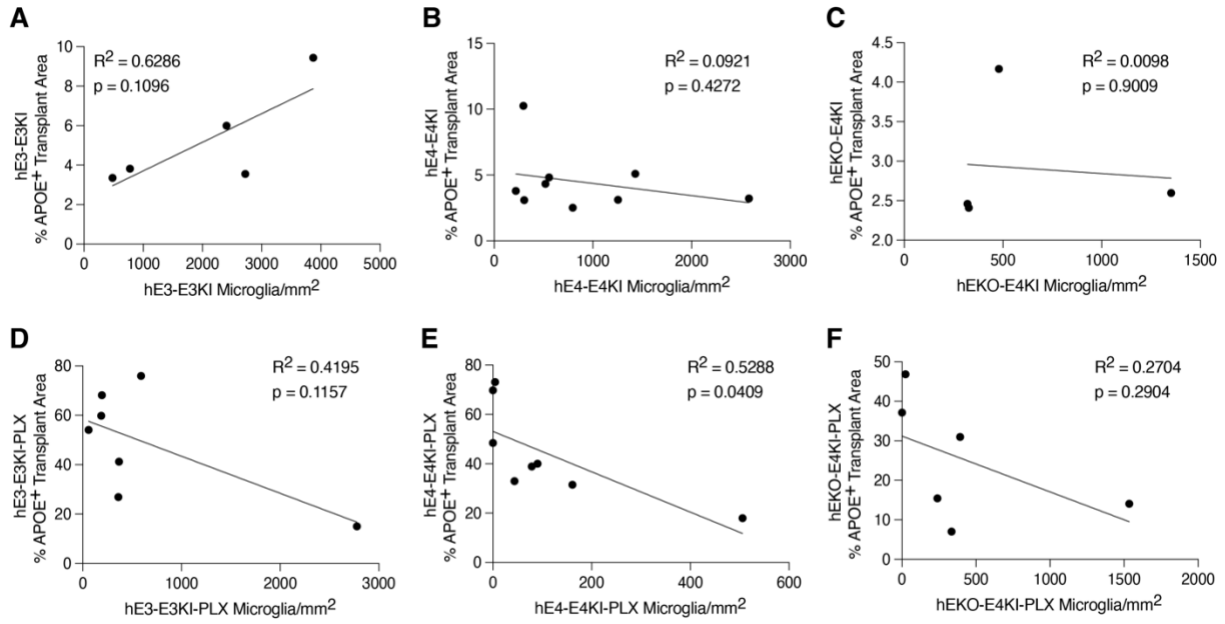 A
hE3-E3KI
% APOE+ Transplant Area
10
8
6
4
2
0
R2 = 0.6286
p = 0.1096
0 1000 2000 3000 4000 5000
hE3-E3KI Microglia/mm2
B
hE4-E4KI
% APOE+ Transplant Area
15
10
5
0
R2 = 0.0921
p = 0.4272
0 1000 2000 3000
hE4-E4KI Microglia/mm2
C
hEKO-E4KI
% APOE+ Transplant Area
4.5
4.0
3.5
3.0
2.5
2.0
R2 = 0.0098
p = 0.9009
0 500 1000 1500
hEKO-E4KI Microglia/mm2
D
hE3-E3KI-PLX
% APOE+ Transplant Area
80
60
40
20
0
R2 = 0.4195
p = 0.1157
0 1000 2000 3000
hE3-E3KI-PLX Microglia/mm2
E
hE4-E4KI-PLX
% APOE+ Transplant Area
80
60
40
20
0
R2 = 0.5288
p = 0.0409
0 200 400 600
hE4-E4KI-PLX Microglia/mm2
F
hEKO-E4KI-PLX
% APOE+ Transplant Area
50
40
30
20
10
0
R2 = 0.2704
p = 0.2904
0 500 1000 1500 2000
hEKO-E4KI-PLX Microglia/mm2